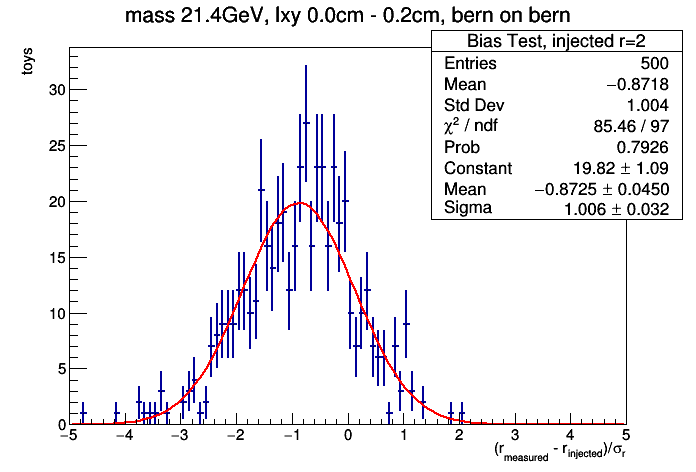 mass 21.4GeV, lxy 0.0cm - 0.2cm, bern on bern
toys
Bias Test, injected r=2
Entries 500
Mean −0.8718
Std Dev 1.004
χ² / ndf 85.46 / 97
Prob 0.7926
Constant 19.82 ± 1.09
Mean −0.8725 ± 0.0450
Sigma 1.006 ± 0.032
30
25
20
15
10
5
0
−5 −4 −3 −2 −1 0 1 2 3 4 5
(r_measured - r_injected)/σ_r